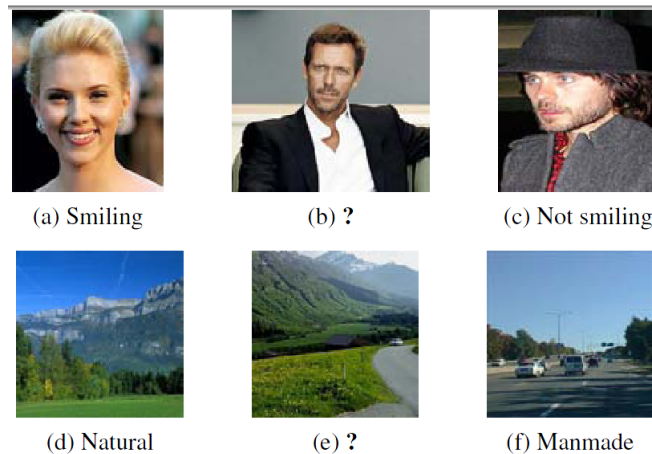 (a) Smiling
(b) ?
(c) Not smiling
(d) Natural
(e) ?
(f) Manmade